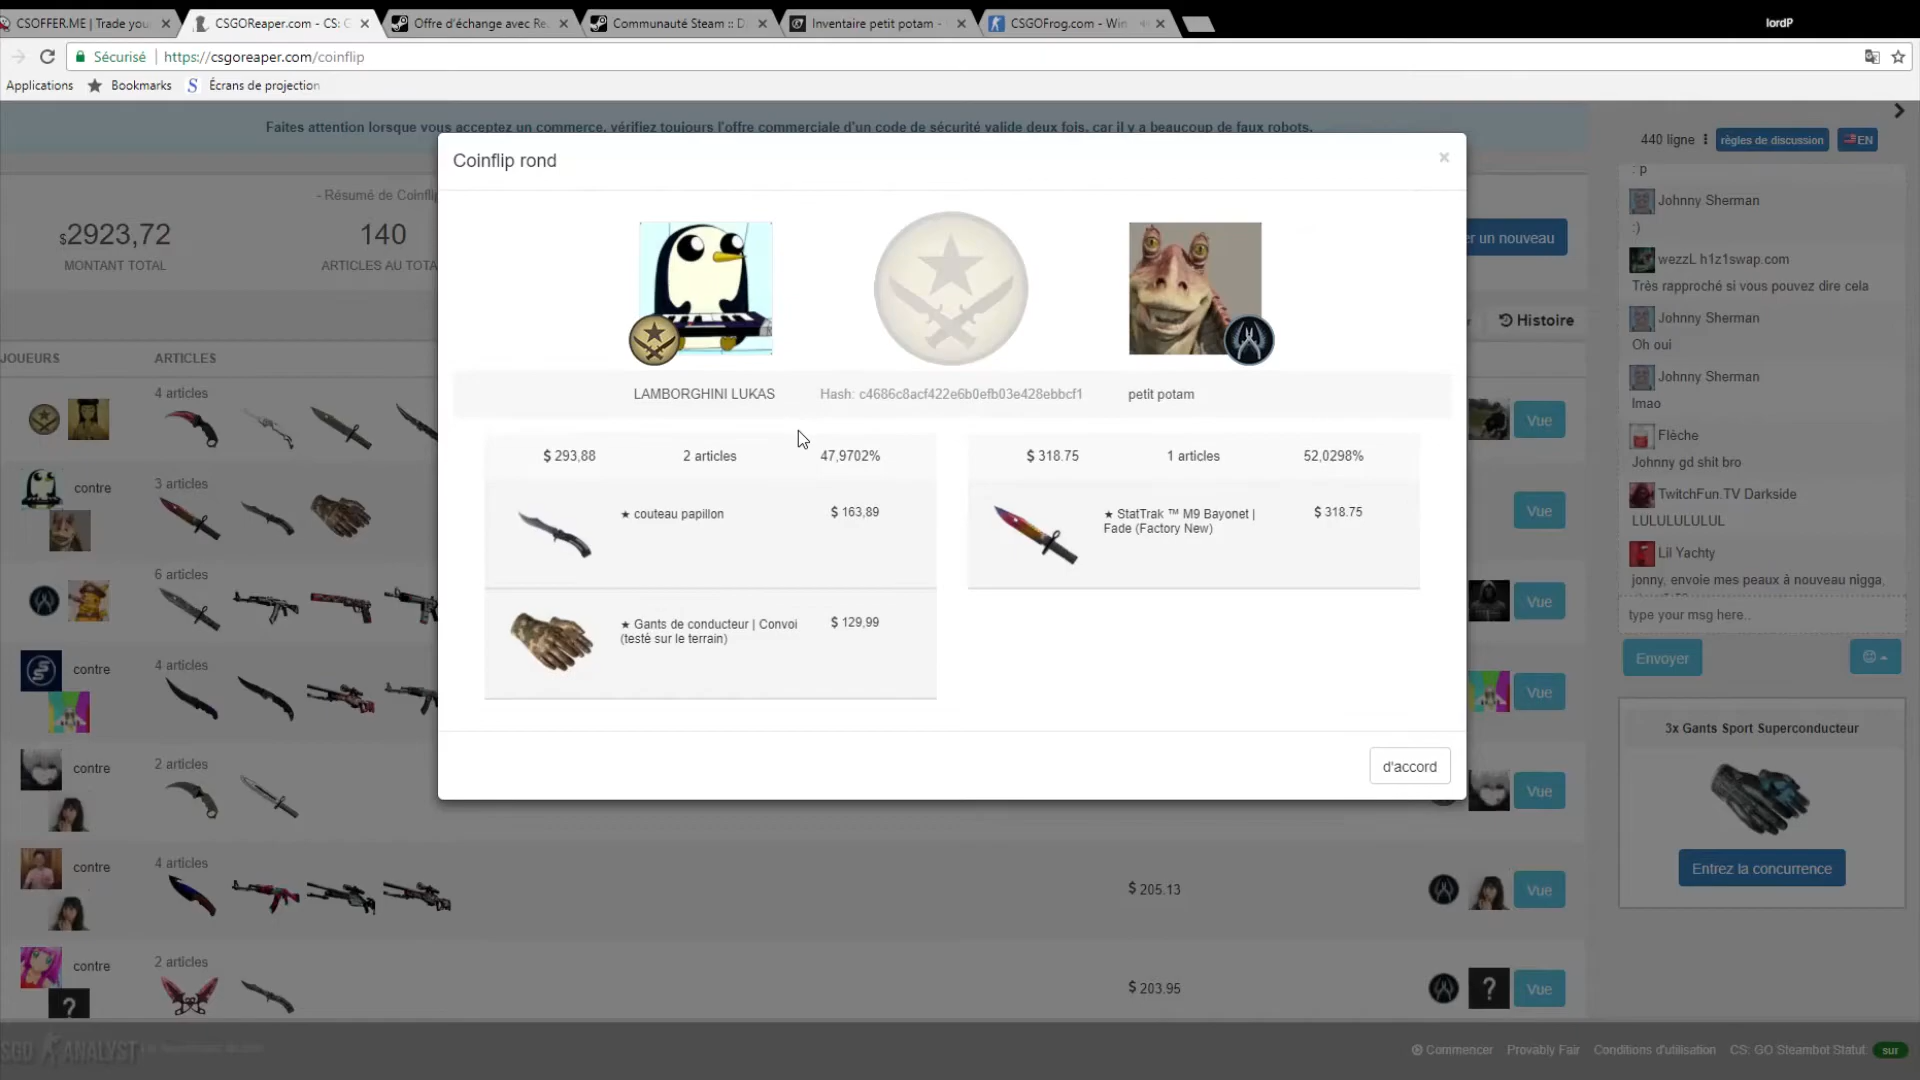 CSOFFER.ME | Trade you
CSGOReaper.com - CS: G
Offre d'échange avec Re
Communauté Steam :: D
Inventaire petit potam -
CSGOFrog.com - Win
lordP
Sécurisé
https://csgoreaper.com/coinflip
Applications
Bookmarks
Écrans de projection
Faites attention lorsque vous acceptez un commerce, vérifiez toujours l'offre commerciale d'un code de sécurité valide deux fois, car il y a beaucoup de faux robots.
440 ligne
règles de discussion
EN
Coinflip rond
×
- Résumé de Coinflip
$2923,72
MONTANT TOTAL
140
ARTICLES AU TOTA
er un nouveau
Histoire
JOUEURS
ARTICLES
LAMBORGHINI LUKAS
Hash: c4686c8acf422e6b0efb03e428ebbcf1
petit potam
$ 293,88
2 articles
47,9702%
★ couteau papillon
$ 163,89
★ Gants de conducteur | Convoi
(testé sur le terrain)
$ 129,99
$ 318.75
1 articles
52,0298%
★ StatTrak ™ M9 Bayonet |
Fade (Factory New)
$ 318.75
d'accord
4 articles
Vue
contre
3 articles
Vue
6 articles
Vue
contre
4 articles
Vue
contre
2 articles
Vue
contre
4 articles
$ 205.13
Vue
contre
2 articles
?
$ 203.95
?
Vue
: p
Johnny Sherman
:)
wezzL h1z1swap.com
Très rapproché si vous pouvez dire cela
Johnny Sherman
Oh oui
Johnny Sherman
lmao
Flèche
Johnny gd shit bro
TwitchFun.TV Darkside
LULULULULUL
Lil Yachty
jonny, envoie mes peaux à nouveau nigga,
type your msg here..
Envoyer
3x Gants Sport Superconducteur
Entrez la concurrence
SGO ANALYST
Commencer
Provably Fair
Conditions d'utilisation
CS: GO Steambot Statut:
sur